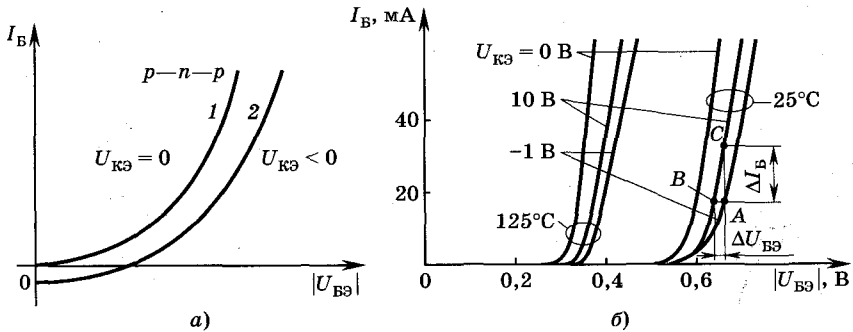 I_Б
p—n—p
1
2
U_КЭ = 0
U_КЭ < 0
0
|U_БЭ|
а)
I_Б, мА
U_КЭ = 0 В
10 В
–1 В
25°C
125°C
40
20
C
B
A
ΔI_Б
ΔU_БЭ
0
0,2
0,4
0,6
|U_БЭ|, В
б)